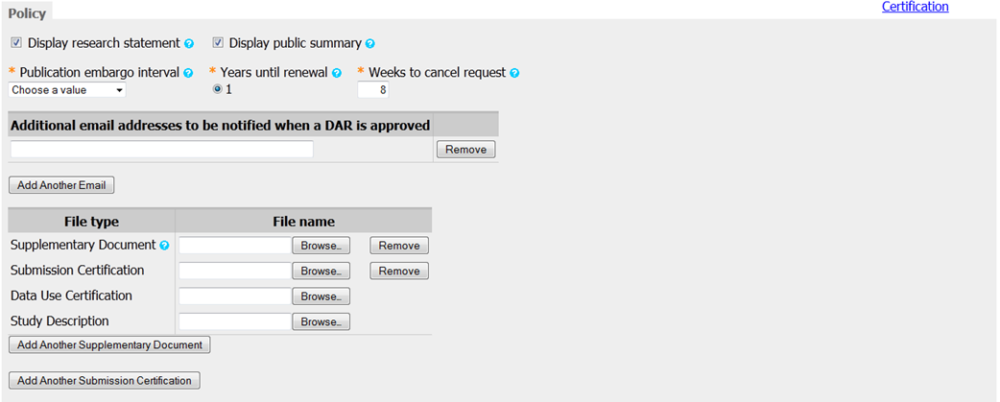 Policy
Certification
Display research statement ? Display public summary ?
* Publication embargo interval ? * Years until renewal ? * Weeks to cancel request ?
Choose a value 1 8
Additional email addresses to be notified when a DAR is approved
Remove
Add Another Email
File type File name
Supplementary Document ? Browse... Remove
Submission Certification Browse... Remove
Data Use Certification Browse...
Study Description Browse...
Add Another Supplementary Document
Add Another Submission Certification